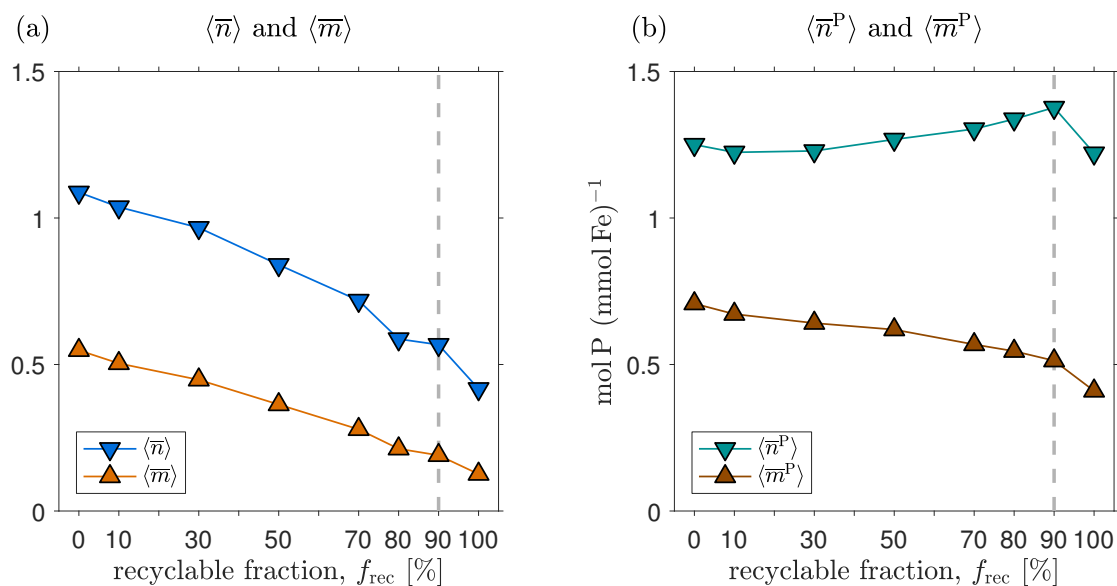 (a) ⟨n̅⟩ and ⟨m̅⟩
1.5
1
0.5
0
⟨n̅⟩
⟨m̅⟩
0 10 30 50 70 80 90 100
recyclable fraction, f_rec [%]
(b) ⟨n̅^P⟩ and ⟨m̅^P⟩
mol P (mmol Fe)^−1
1.5
1
0.5
0
⟨n̅^P⟩
⟨m̅^P⟩
0 10 30 50 70 80 90 100
recyclable fraction, f_rec [%]